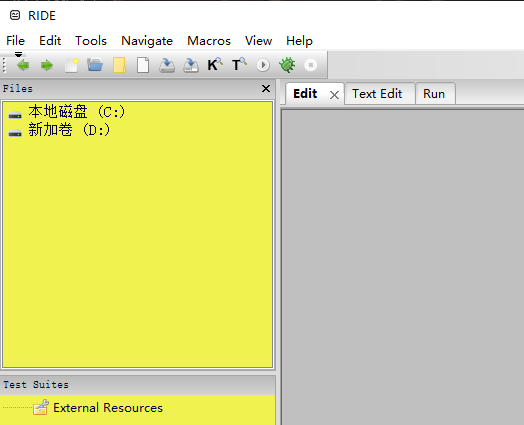 RIDE
File Edit Tools Navigate Macros View Help
K T
Files
Edit Text Edit Run
本地磁盘 (C:)
新加卷 (D:)
Test Suites
External Resources